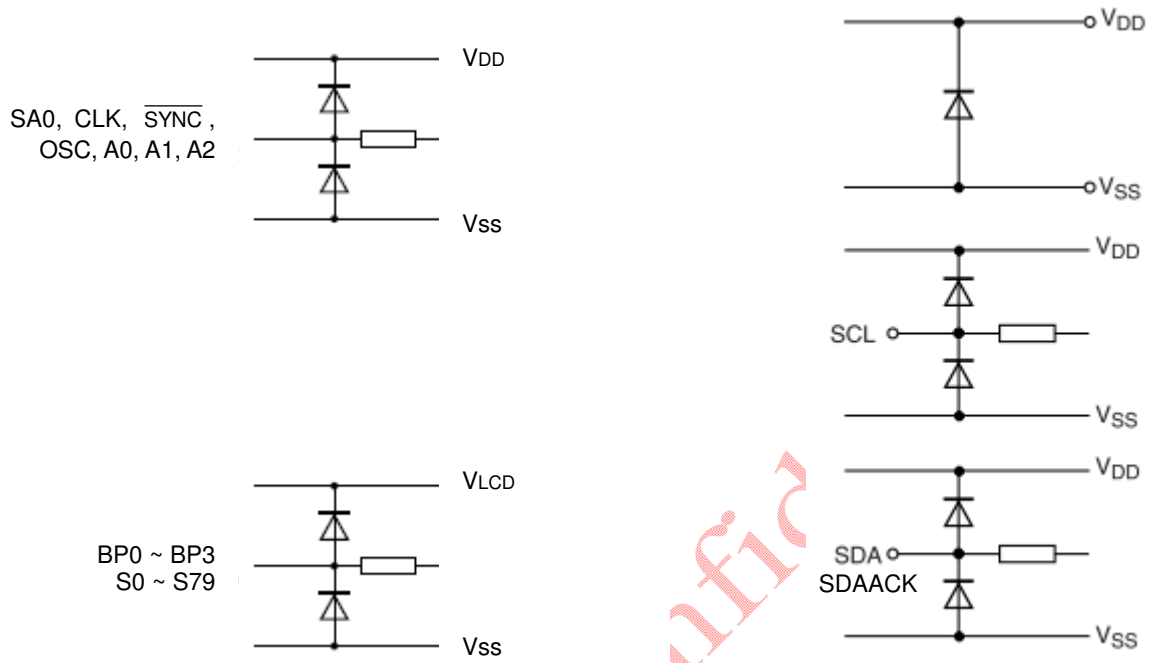 VDD
SA0, CLK, SYNC,
OSC, A0, A1, A2
Vss
VLCD
BP0 ~ BP3
S0 ~ S79
Vss
VDD
VSS
VDD
SCL
VSS
VDD
SDA
SDAACK
VSS
nfid